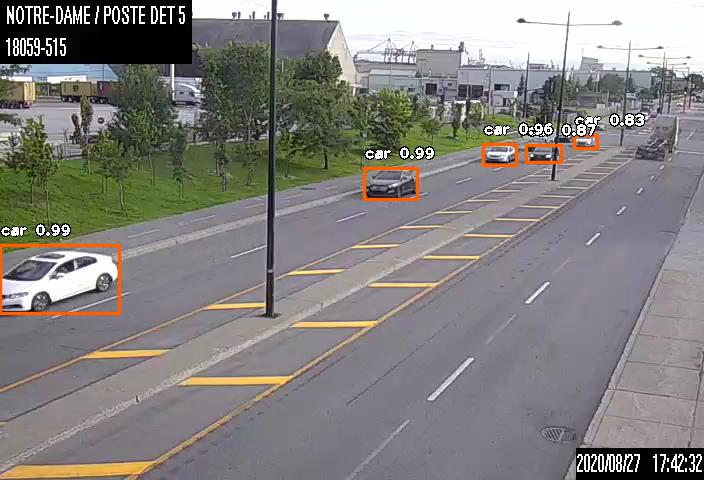 NOTRE-DAME / POSTE DET 5
18059-515
car 0.83
car 0.96
0.87
car 0.99
car 0.99
2020/08/27 17:42:32